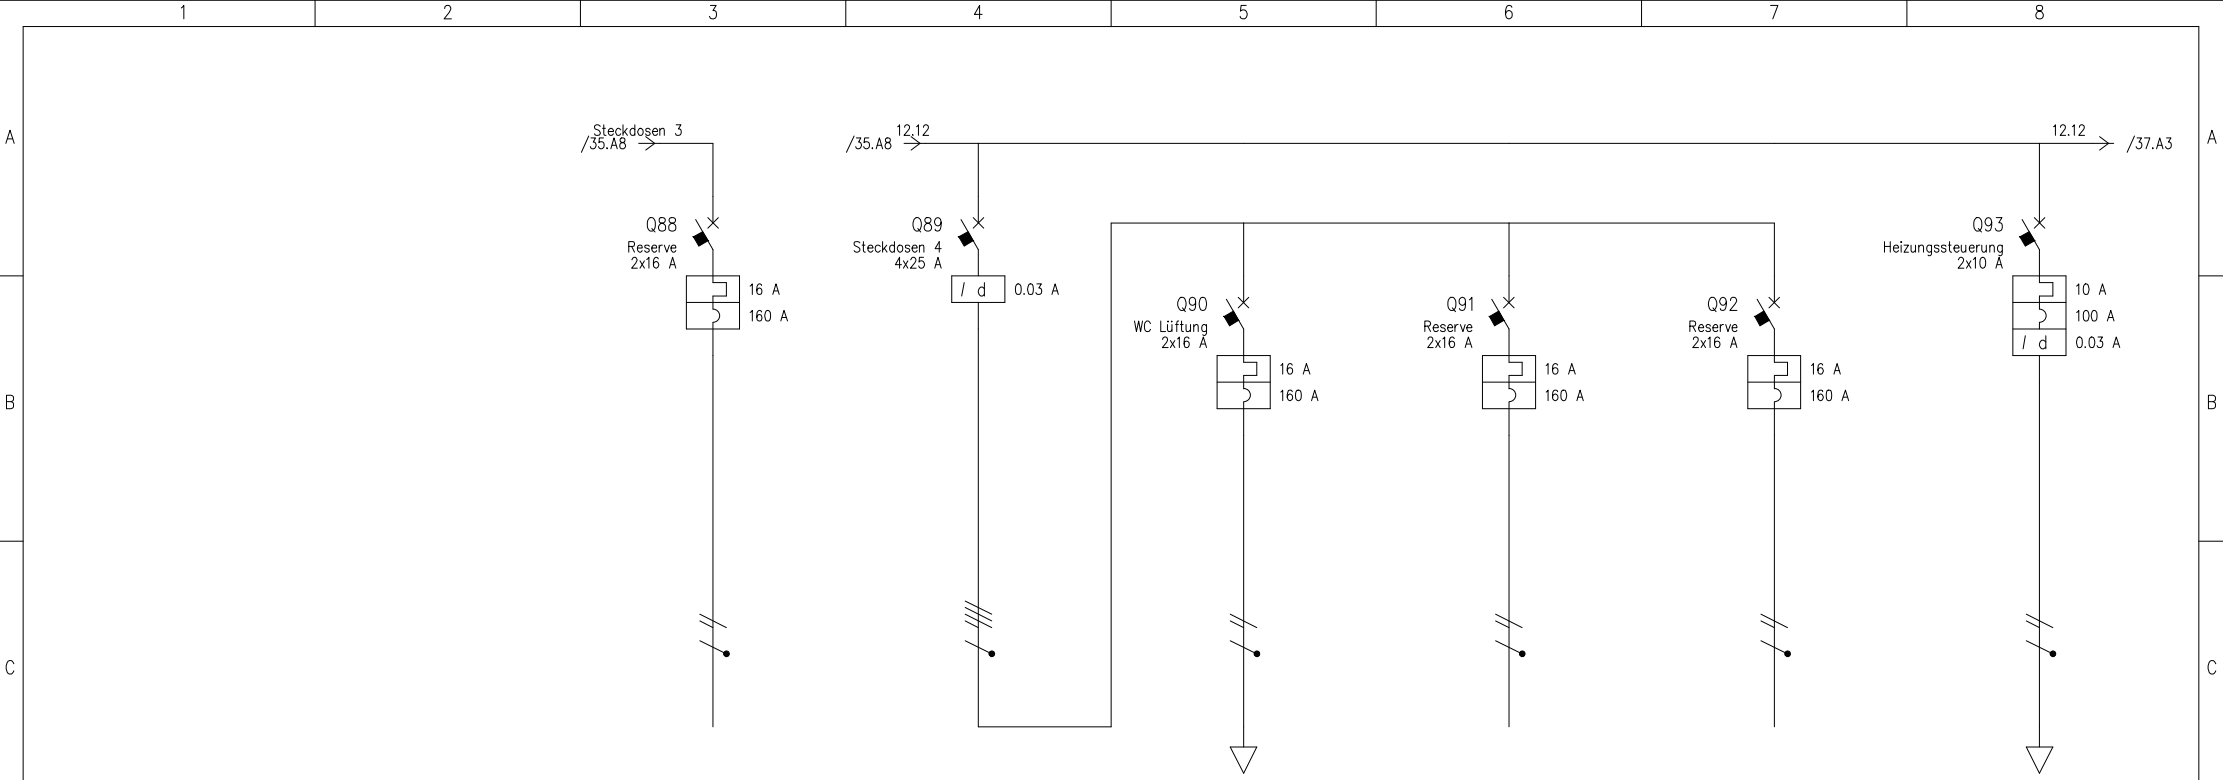 1 2 3 4 5 6 7 8
A
Steckdosen 3
/35.A8
/35.A8
12.12
12.12
/37.A3
A
Q88
Reserve
2x16 A
16 A
160 A
Q89
Steckdosen 4
4x25 A
I d
0.03 A
Q90
WC Lüftung
2x16 A
16 A
160 A
Q91
Reserve
2x16 A
16 A
160 A
Q92
Reserve
2x16 A
16 A
160 A
Q93
Heizungssteuerung
2x10 A
10 A
100 A
I d
0.03 A
B
B
C
C